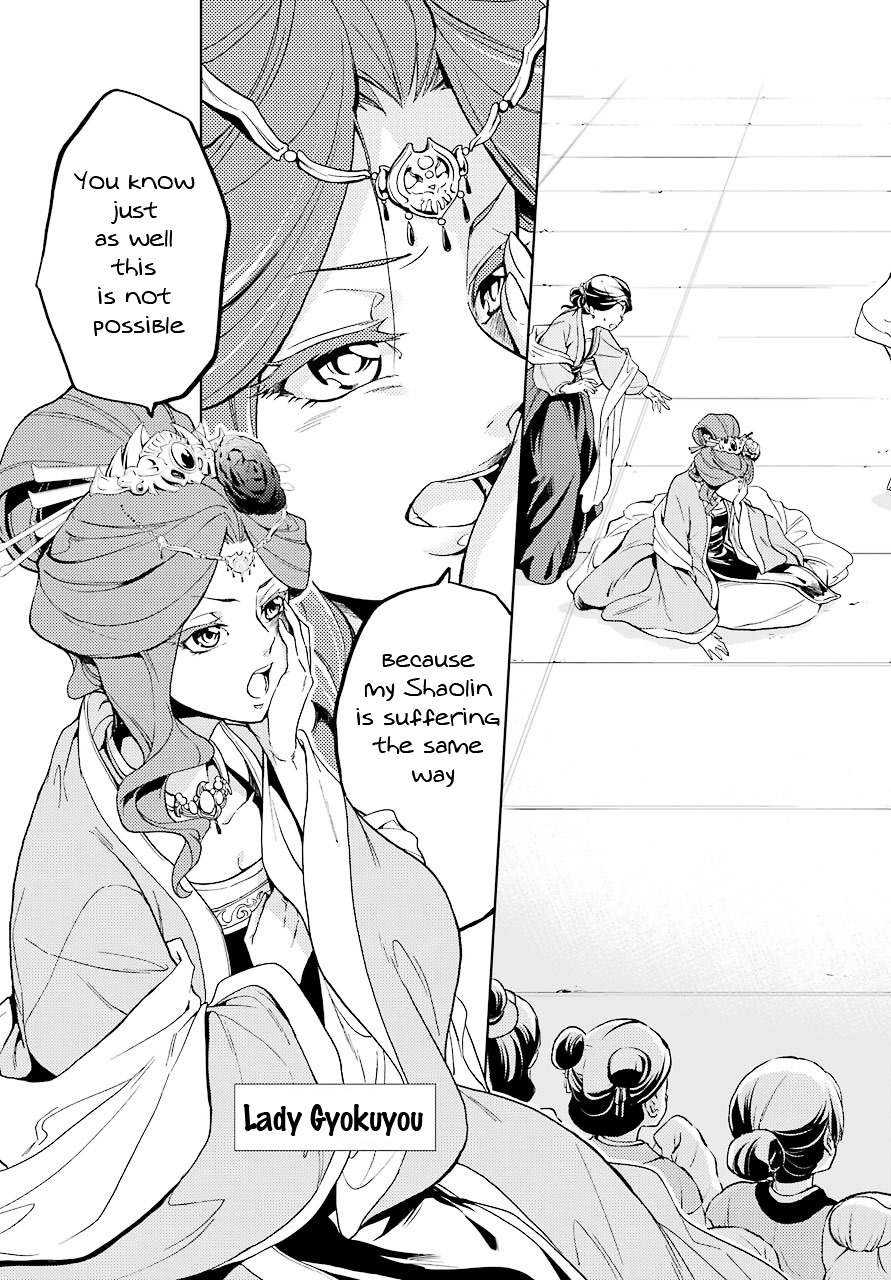 You know
just
as well
this
is not
possible
Because
my Shaolin
is suffering
the same
way
Lady Gyokuyou